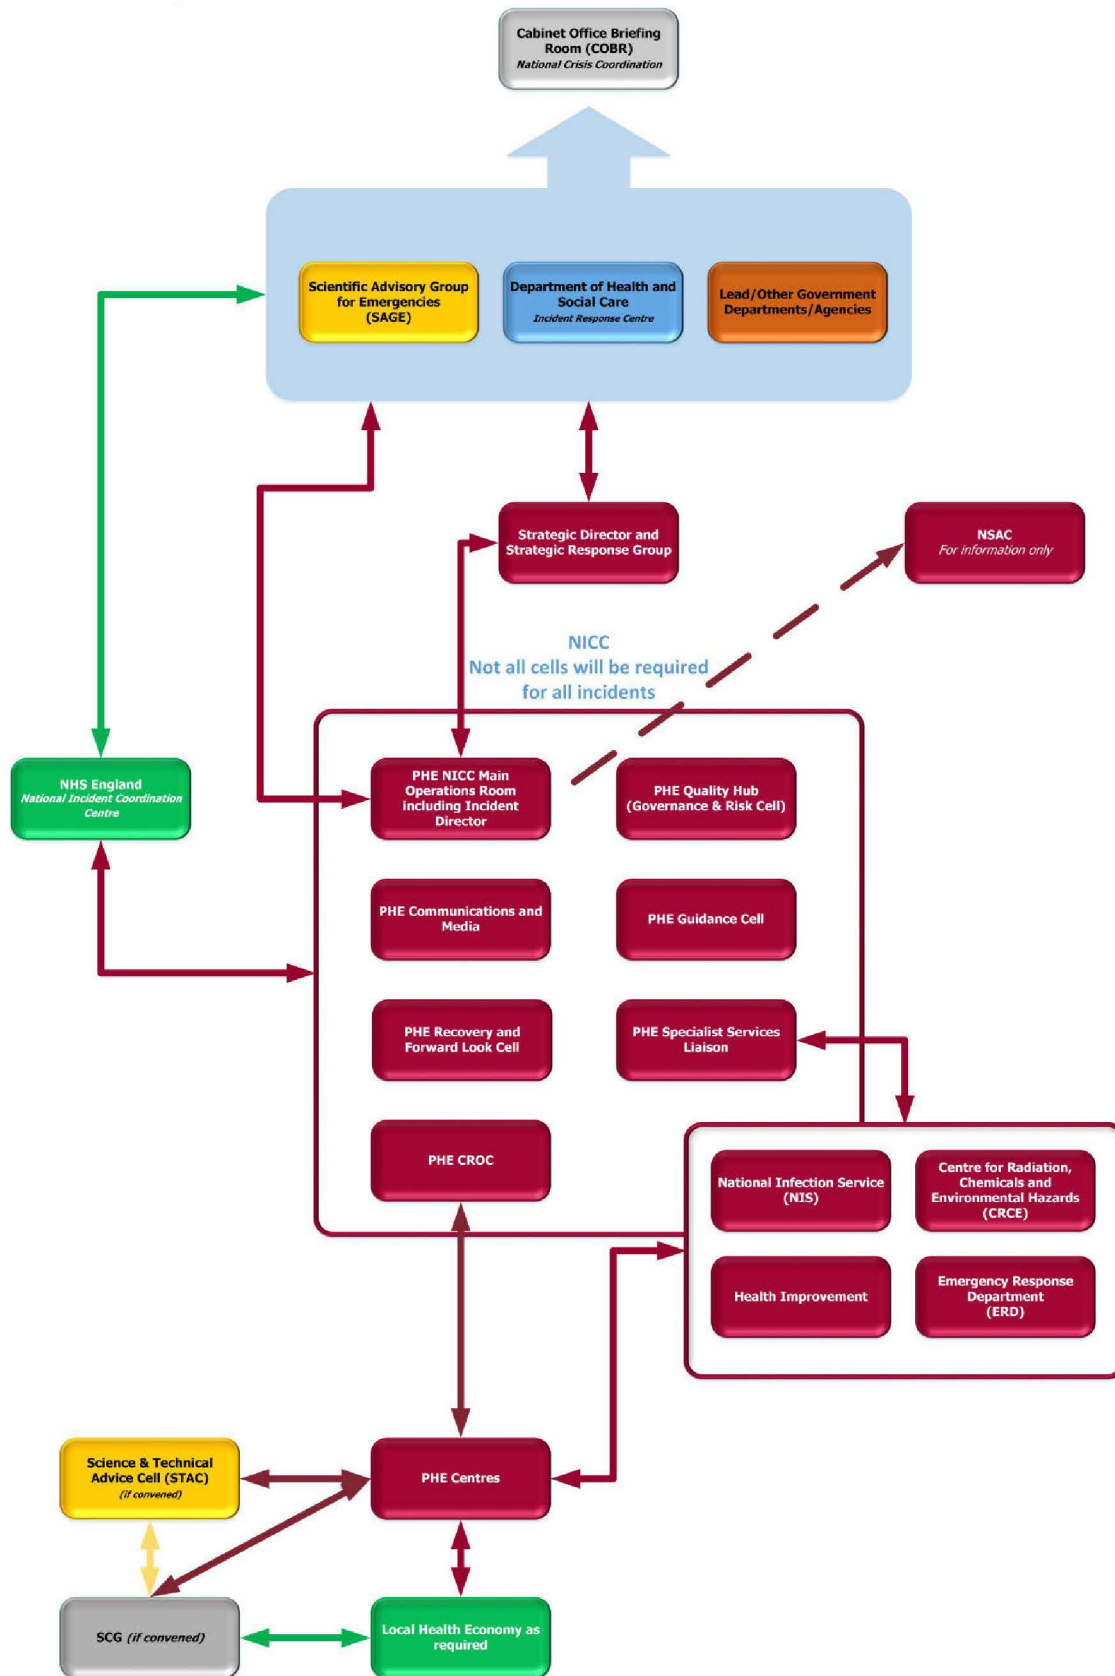 Cabinet Office Briefing
Room (COBR)
National Crisis Coordination
Scientific Advisory Group
for Emergencies
(SAGE)
Department of Health and
Social Care
Incident Response Centre
Lead/Other Government
Departments/Agencies
Strategic Director and
Strategic Response Group
NSAC
For information only
NICC
Not all cells will be required
for all incidents
NHS England
National Incident Coordination
Centre
PHE NICC Main
Operations Room
including Incident
Director
PHE Quality Hub
(Governance & Risk Cell)
PHE Communications and
Media
PHE Guidance Cell
PHE Recovery and
Forward Look Cell
PHE Specialist Services
Liaison
PHE CROC
National Infection Service
(NIS)
Centre for Radiation,
Chemicals and
Environmental Hazards
(CRCE)
Health Improvement
Emergency Response
Department
(ERD)
Science & Technical
Advice Cell (STAC)
(if convened)
PHE Centres
SCG (if convened)
Local Health Economy as
required